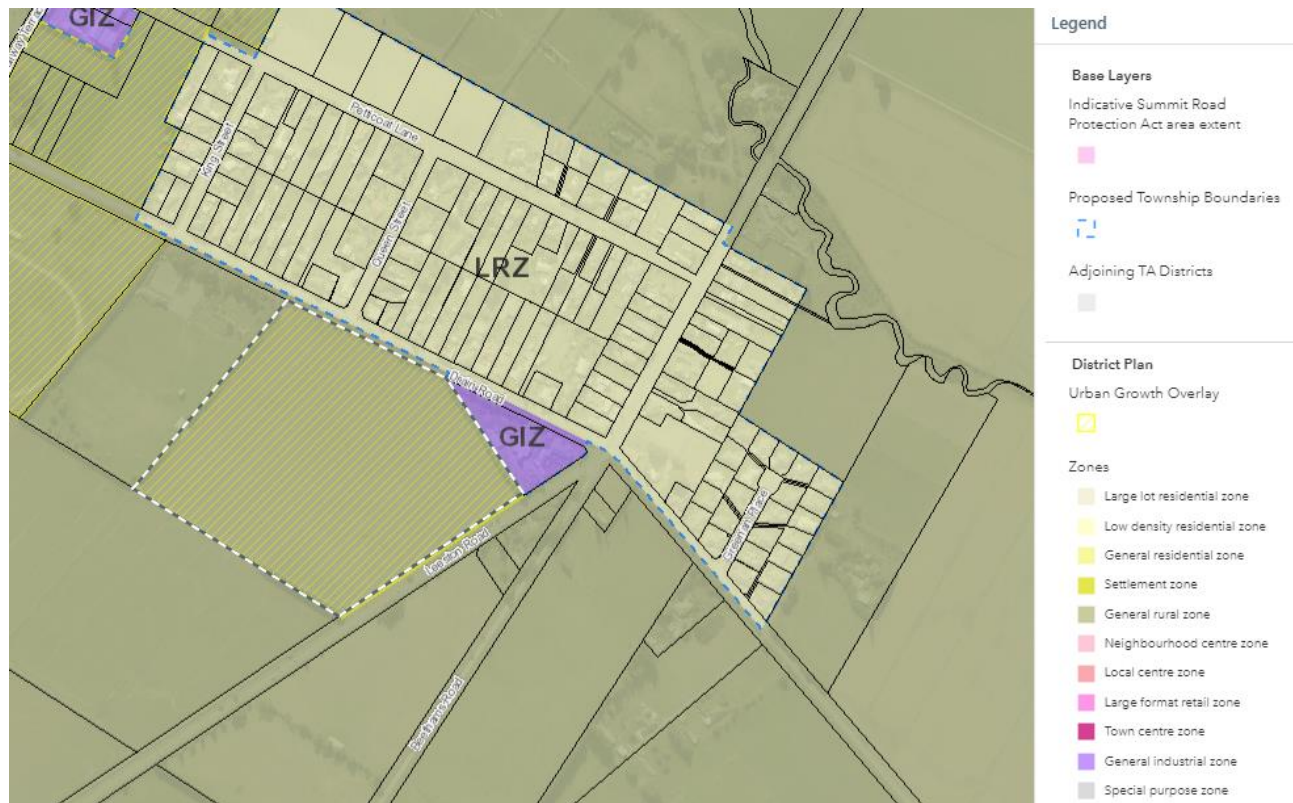 GIZ
Petticoat Lane
King Street
Queen Street
LRZ
GIZ
Greenan Place
Leeston Road
Beethams Road
Legend
Base Layers
Indicative Summit Road
Protection Act area extent
Proposed Township Boundaries
Adjoining TA Districts
District Plan
Urban Growth Overlay
Zones
Large lot residential zone
Low density residential zone
General residential zone
Settlement zone
General rural zone
Neighbourhood centre zone
Local centre zone
Large format retail zone
Town centre zone
General industrial zone
Special purpose zone